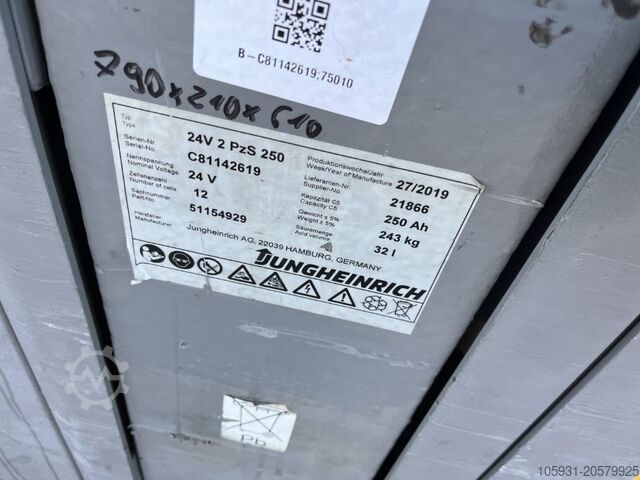 B-C81142619;75010
790x210x610
Typ
Type
24V 2 PzS 250
Serien-Nr
Serial-No.
C81142619
Nennspannung
Nominal Voltage
24 V
Zellenanzahl
Number of cells
12
Sachnummer
Part-No.
51154929
Hersteller
Manufacturer
Jungheinrich AG, 22039 HAMBURG, GERMANY
Produktionswoche/Jahr
Week/Year of Manufacture
27/2019
Lieferanten-Nr.
Supplier-No.
21866
Kapazität C5
Capacity C5
250 Ah
Gewicht ± 5%
Weight ± 5%
243 kg
Säuremenge
Acid volume
32 l
JUNGHEINRICH
Pb
105931-20579925